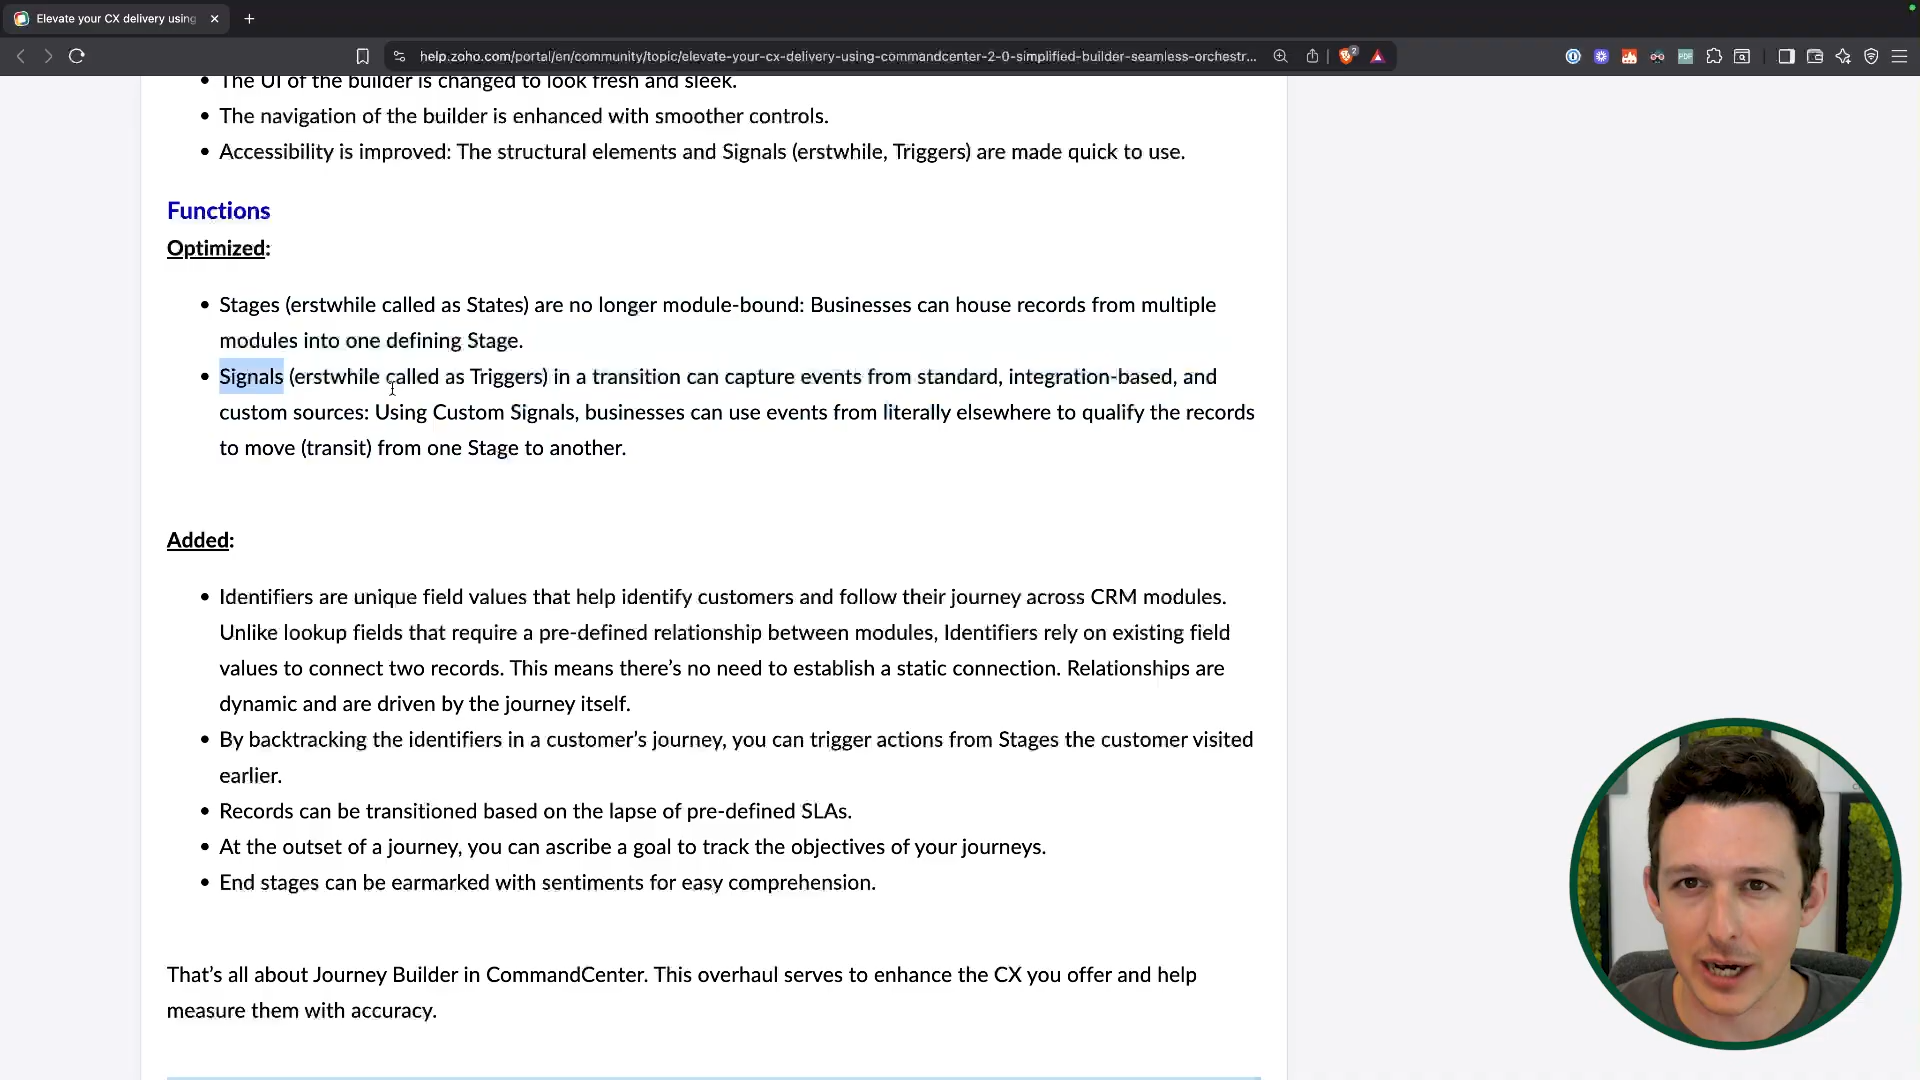 Elevate your CX delivery using
help.zoho.com/portal/en/community/topic/elevate-your-cx-delivery-using-commandcenter-2-0-simplified-builder-seamless-orchestr...
2
PDF
The UI of the builder is changed to look fresh and sleek.
The navigation of the builder is enhanced with smoother controls.
Accessibility is improved: The structural elements and Signals (erstwhile, Triggers) are made quick to use.
Functions
Optimized:
Stages (erstwhile called as States) are no longer module-bound: Businesses can house records from multiple
modules into one defining Stage.
Signals (erstwhile called as Triggers) in a transition can capture events from standard, integration-based, and
custom sources: Using Custom Signals, businesses can use events from literally elsewhere to qualify the records
to move (transit) from one Stage to another.
Added:
Identifiers are unique field values that help identify customers and follow their journey across CRM modules.
Unlike lookup fields that require a pre-defined relationship between modules, Identifiers rely on existing field
values to connect two records. This means there's no need to establish a static connection. Relationships are
dynamic and are driven by the journey itself.
By backtracking the identifiers in a customer's journey, you can trigger actions from Stages the customer visited
earlier.
Records can be transitioned based on the lapse of pre-defined SLAs.
At the outset of a journey, you can ascribe a goal to track the objectives of your journeys.
End stages can be earmarked with sentiments for easy comprehension.
That's all about Journey Builder in CommandCenter. This overhaul serves to enhance the CX you offer and help
measure them with accuracy.